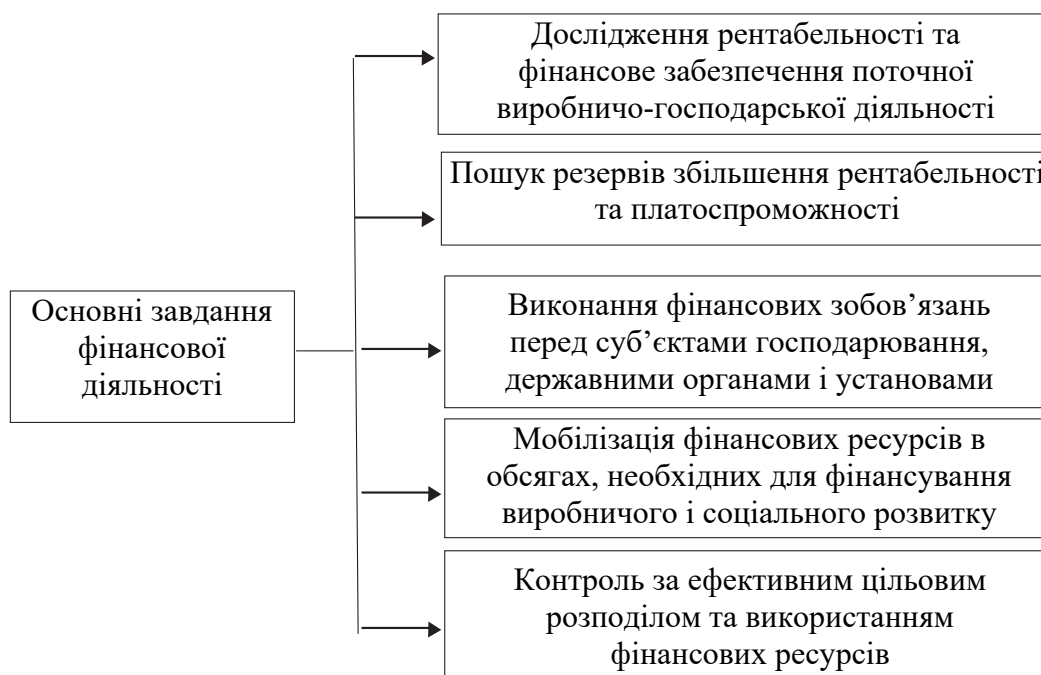 Дослідження рентабельності та
фінансове забезпечення поточної
виробничо-господарської діяльності
Пошук резервів збільшення рентабельності
та платоспроможності
Основні завдання
фінансової
діяльності
Виконання фінансових зобов’язань
перед суб’єктами господарювання,
державними органами і установами
Мобілізація фінансових ресурсів в
обсягах, необхідних для фінансування
виробничого і соціального розвитку
Контроль за ефективним цільовим
розподілом та використанням
фінансових ресурсів